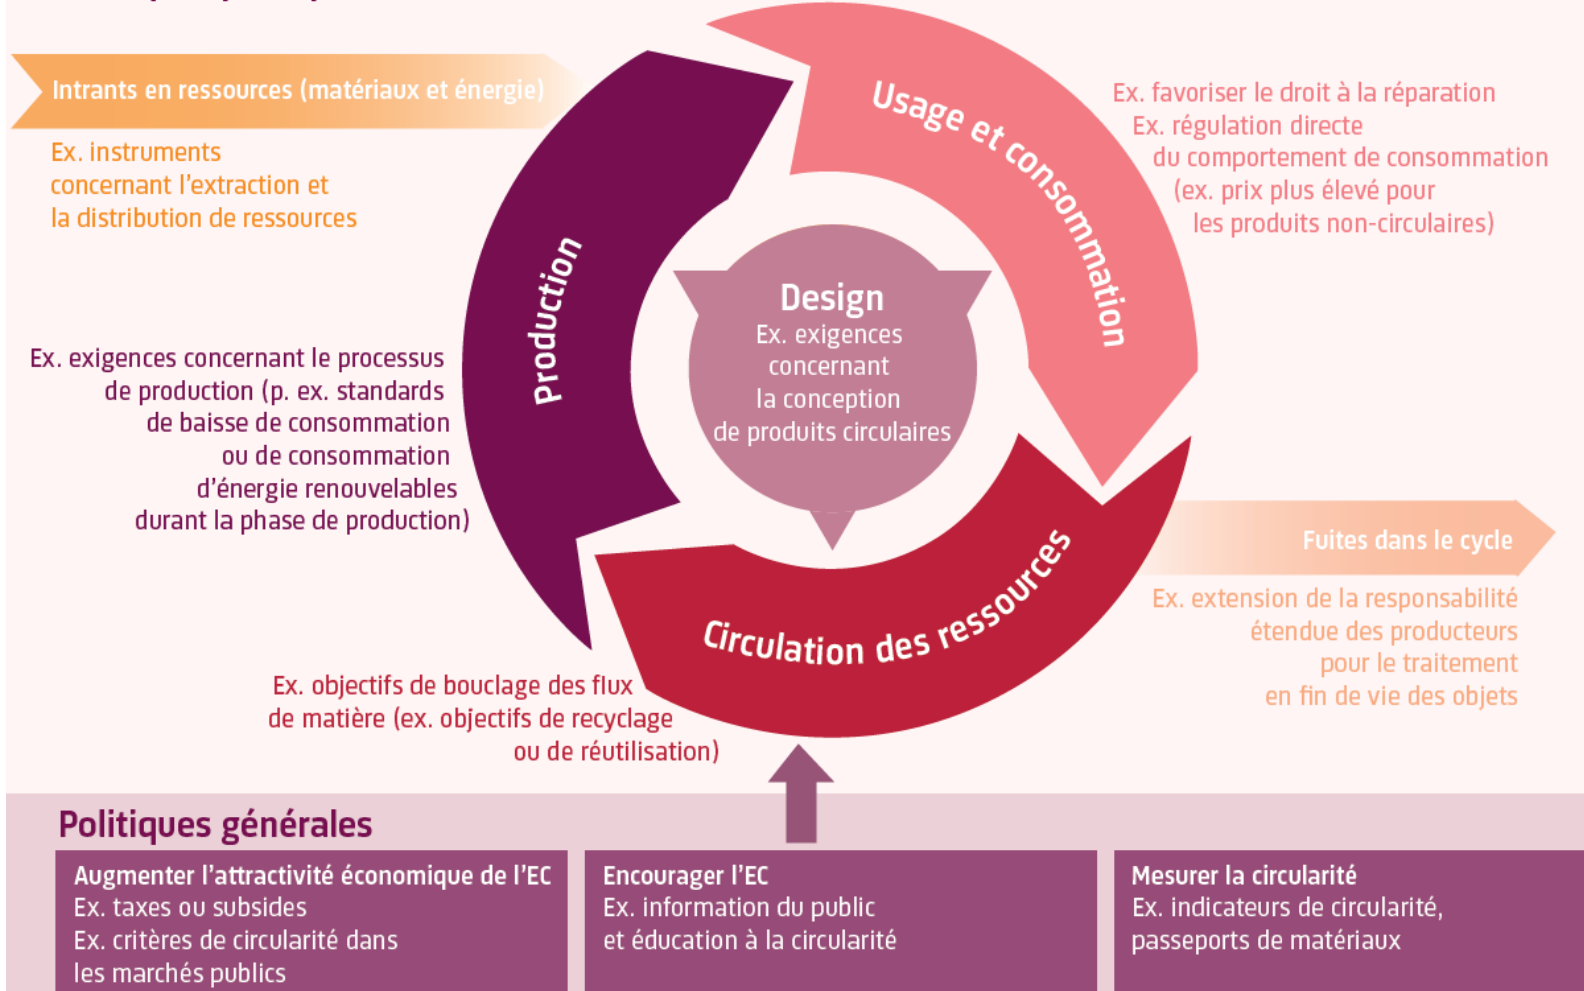 Intrants en ressources (matériaux et énergie)
Ex. instruments
concernant l'extraction et
la distribution de ressources
Usage et consommation
Ex. favoriser le droit à la réparation
Ex. régulation directe
du comportement de consommation
(ex. prix plus élevé pour
les produits non-circulaires)
Production
Ex. exigences concernant le processus
de production (p. ex. standards
de baisse de consommation
ou de consommation
d'énergie renouvelables
durant la phase de production)
Design
Ex. exigences
concernant
la conception
de produits circulaires
Fuites dans le cycle
Ex. extension de la responsabilité
étendue des producteurs
pour le traitement
en fin de vie des objets
Circulation des ressources
Ex. objectifs de bouclage des flux
de matière (ex. objectifs de recyclage
ou de réutilisation)
Politiques générales
Augmenter l'attractivité économique de l'EC
Ex. taxes ou subsides
Ex. critères de circularité dans
les marchés publics
Encourager l'EC
Ex. information du public
et éducation à la circularité
Mesurer la circularité
Ex. indicateurs de circularité,
passeports de matériaux